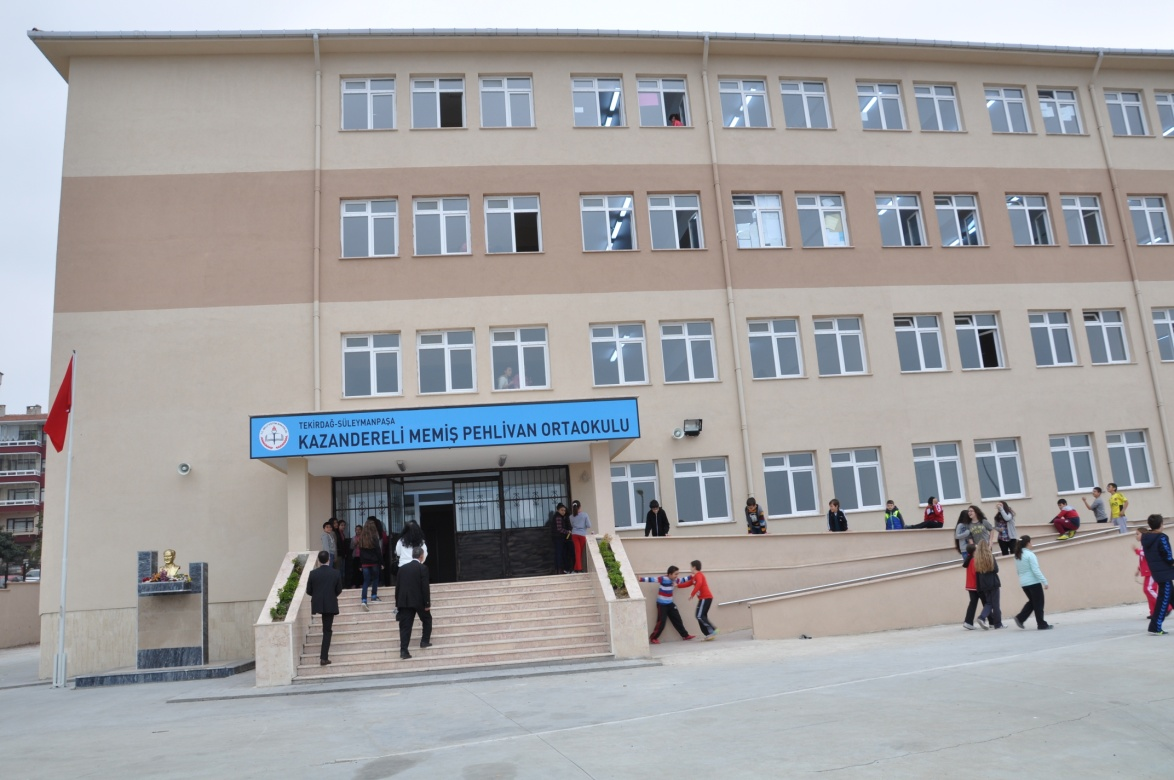 TEKİRDAĞ-SÜLEYMANPAŞA
KAZANDERELİ MEMİŞ PEHLİVAN ORTAOKULU